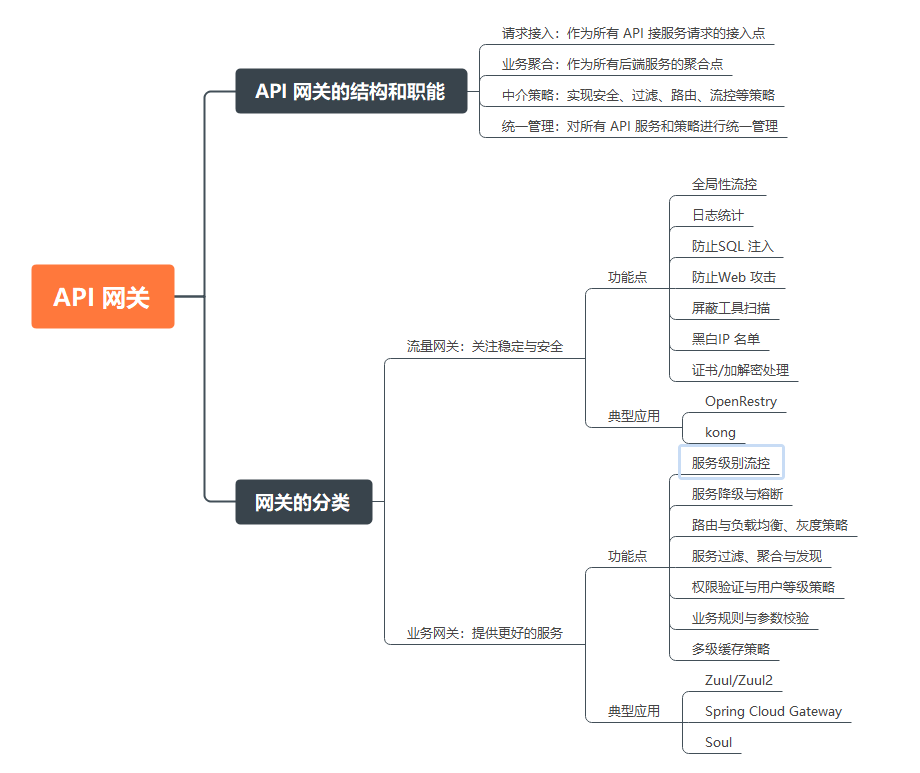 API 网关
API 网关的结构和职能
请求接入：作为所有 API 接服务请求的接入点
业务聚合：作为所有后端服务的聚合点
中介策略：实现安全、过滤、路由、流控等策略
统一管理：对所有 API 服务和策略进行统一管理
网关的分类
流量网关：关注稳定与安全
功能点
全局性流控
日志统计
防止SQL 注入
防止Web 攻击
屏蔽工具扫描
黑白IP 名单
证书/加解密处理
典型应用
OpenRestry
kong
业务网关：提供更好的服务
功能点
服务级别流控
服务降级与熔断
路由与负载均衡、灰度策略
服务过滤、聚合与发现
权限验证与用户等级策略
业务规则与参数校验
多级缓存策略
典型应用
Zuul/Zuul2
Spring Cloud Gateway
Soul